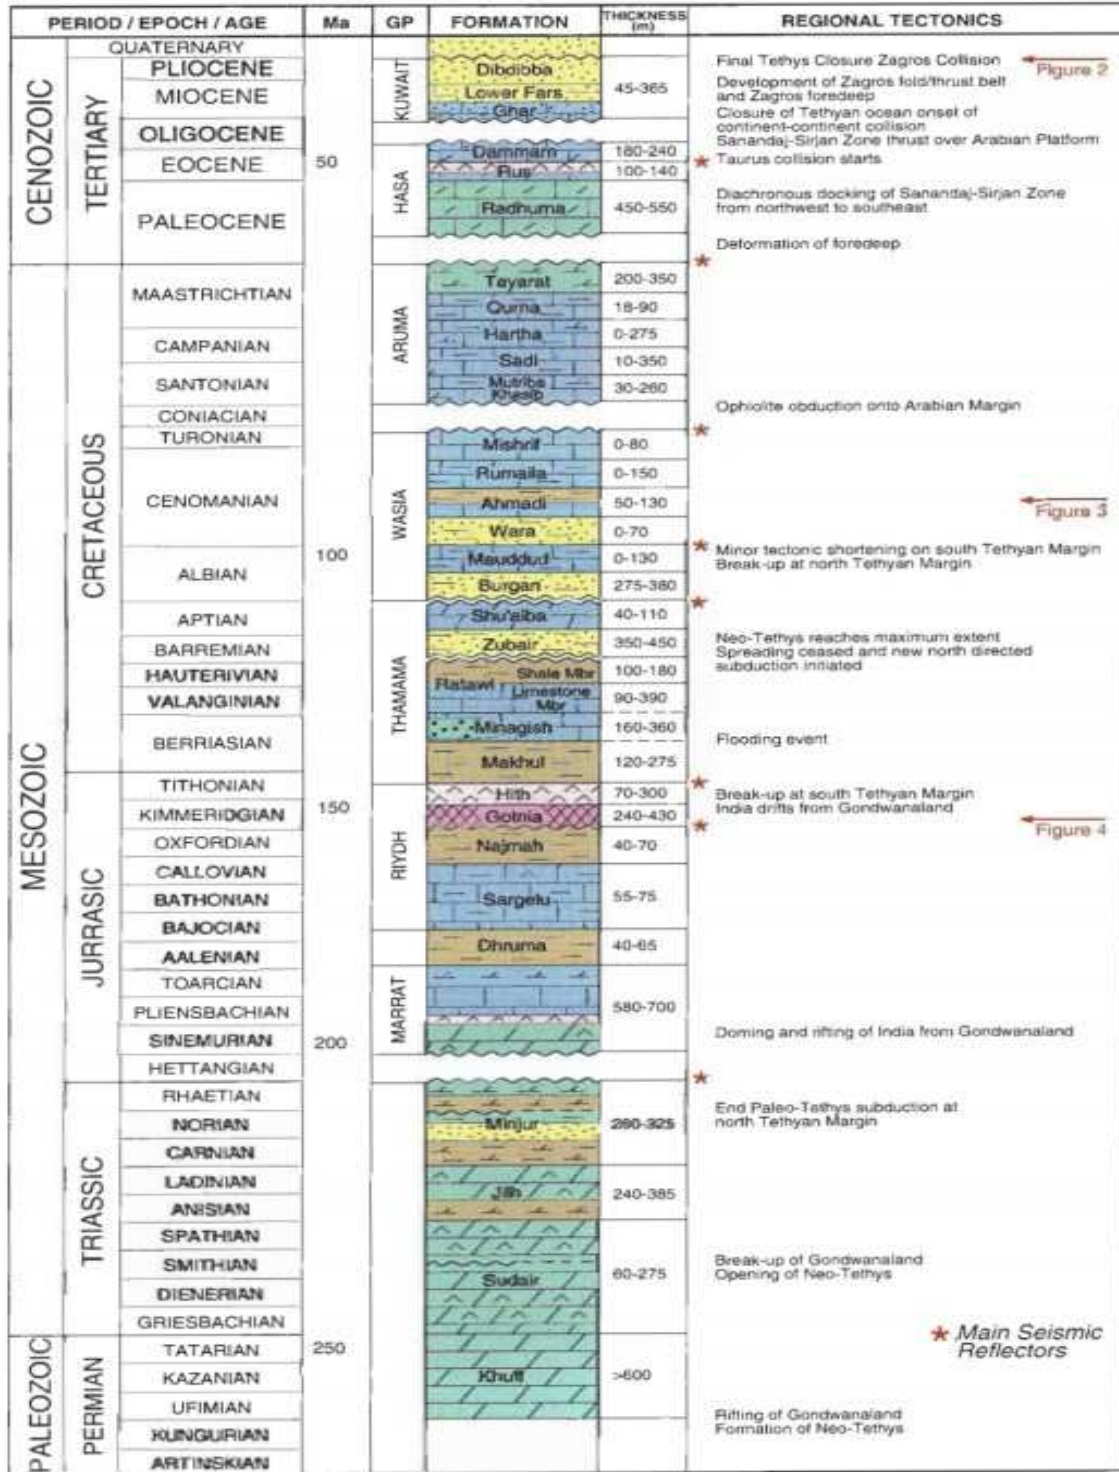 PERIOD / EPOCH / AGE Ma GP FORMATION THICKNESS (m) REGIONAL TECTONICS
CENOZOIC
TERTIARY
QUATERNARY
PLIOCENE
MIOCENE
OLIGOCENE
EOCENE
PALEOCENE
50
KUWAIT
Dibdibba
Lower Fars
Ghar
45-365
HASA
Dammam 180-240
Rus 100-140
Radhuma 450-550
Final Tethys Closure Zagros Collision
Figure 2
Development of Zagros fold/thrust belt
and Zagros foredeep
Closure of Tethyan ocean onset of
continent-continent collision
Sanandaj-Sirjan Zone thrust over Arabian Platform
Taurus collision starts
Diachronous docking of Sanandaj-Sirjan Zone
from northwest to southeast
Deformation of foredeep
MESOZOIC
CRETACEOUS
MAASTRICHTIAN
CAMPANIAN
SANTONIAN
CONIACIAN
TURONIAN
CENOMANIAN
ALBIAN
APTIAN
BARREMIAN
HAUTERIVIAN
VALANGINIAN
BERRIASIAN
100
ARUMA
Tayarat 200-350
Qurna 18-90
Hartha 0-275
Sadi 10-350
Mutriba
Khasib
30-260
WASIA
Mishrif 0-80
Rumaila 0-150
Ahmadi 50-130
Wara 0-70
Mauddud 0-130
Burgan 275-380
THAMAMA
Shu'aiba 40-110
Zubair 350-450
Ratawi
Shale Mbr 100-180
Limestone
Mbr
90-390
Minagish 160-360
Makhul 120-275
Ophiolite obduction onto Arabian Margin
Figure 3
Minor tectonic shortening on south Tethyan Margin
Break-up at north Tethyan Margin
Neo-Tethys reaches maximum extent
Spreading ceased and new north directed
subduction initiated
Flooding event
JURRASIC
TITHONIAN
KIMMERIDGIAN
OXFORDIAN
CALLOVIAN
BATHONIAN
BAJOCIAN
AALENIAN
TOARCIAN
PLIENSBACHIAN
SINEMURIAN
HETTANGIAN
150
200
RIYDH
Hith 70-300
Gotnia 240-430
Najmah 40-70
Sargelu 55-75
Dhruma 40-65
MARRAT
580-700
Break-up at south Tethyan Margin
India drifts from Gondwanaland
Figure 4
Doming and rifting of India from Gondwanaland
TRIASSIC
RHAETIAN
NORIAN
CARNIAN
LADINIAN
ANISIAN
SPATHIAN
SMITHIAN
DIENERIAN
GRIESBACHIAN
Minjur
Jilh 240-385
Sudair 60-275
End Paleo-Tethys subduction at
north Tethyan Margin
Break-up of Gondwanaland
Opening of Neo-Tethys
Main Seismic
Reflectors
PALEOZOIC
PERMIAN
TATARIAN
KAZANIAN
UFIMIAN
KUNGURIAN
ARTINSKIAN
250
Khuff >600
Rifting of Gondwanaland
Formation of Neo-Tethys